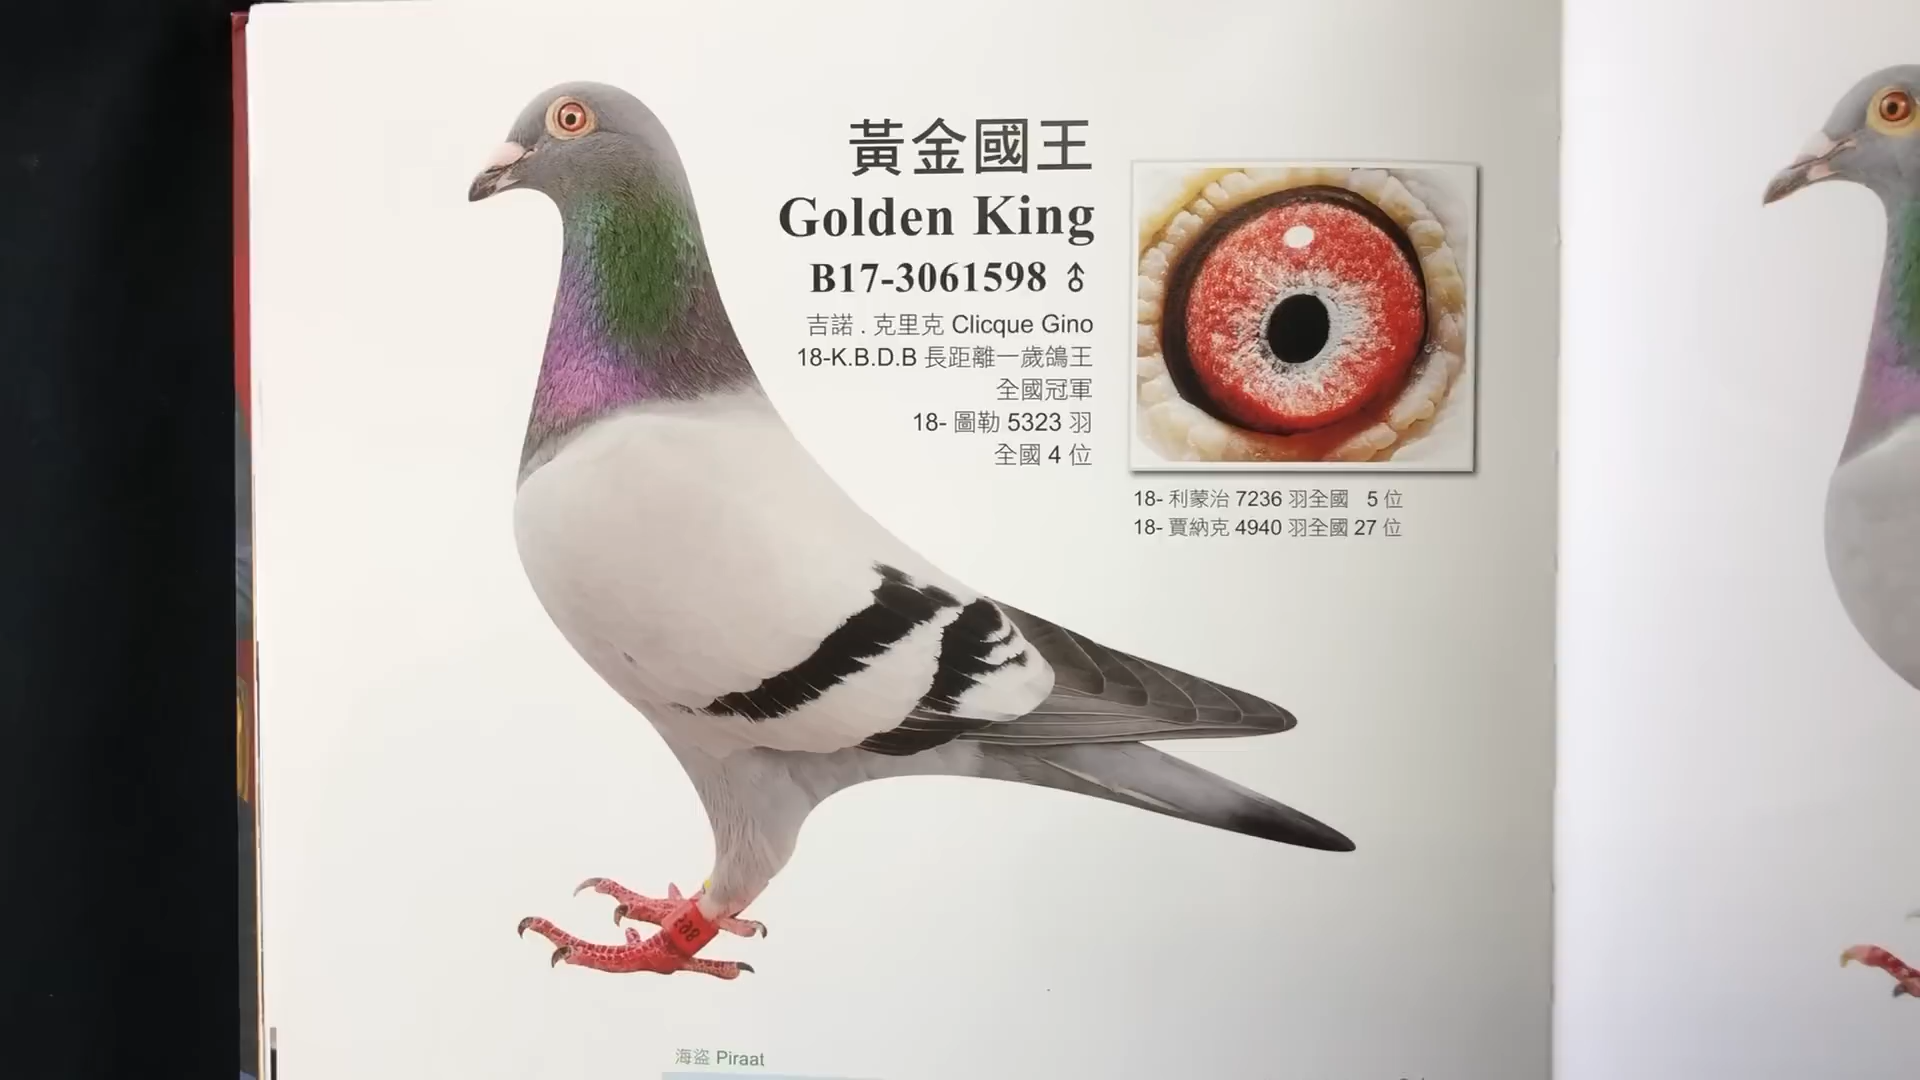 黃金國王
Golden King
B17-3061598 ♂
吉諾 . 克里克 Clicque Gino
18-K.B.D.B 長距離一歲鴿王
全國冠軍
18- 圖勒 5323 羽
全國 4 位
18- 利蒙治 7236 羽全國 5 位
18- 賈納克 4940 羽全國 27 位
海盜 Piraat